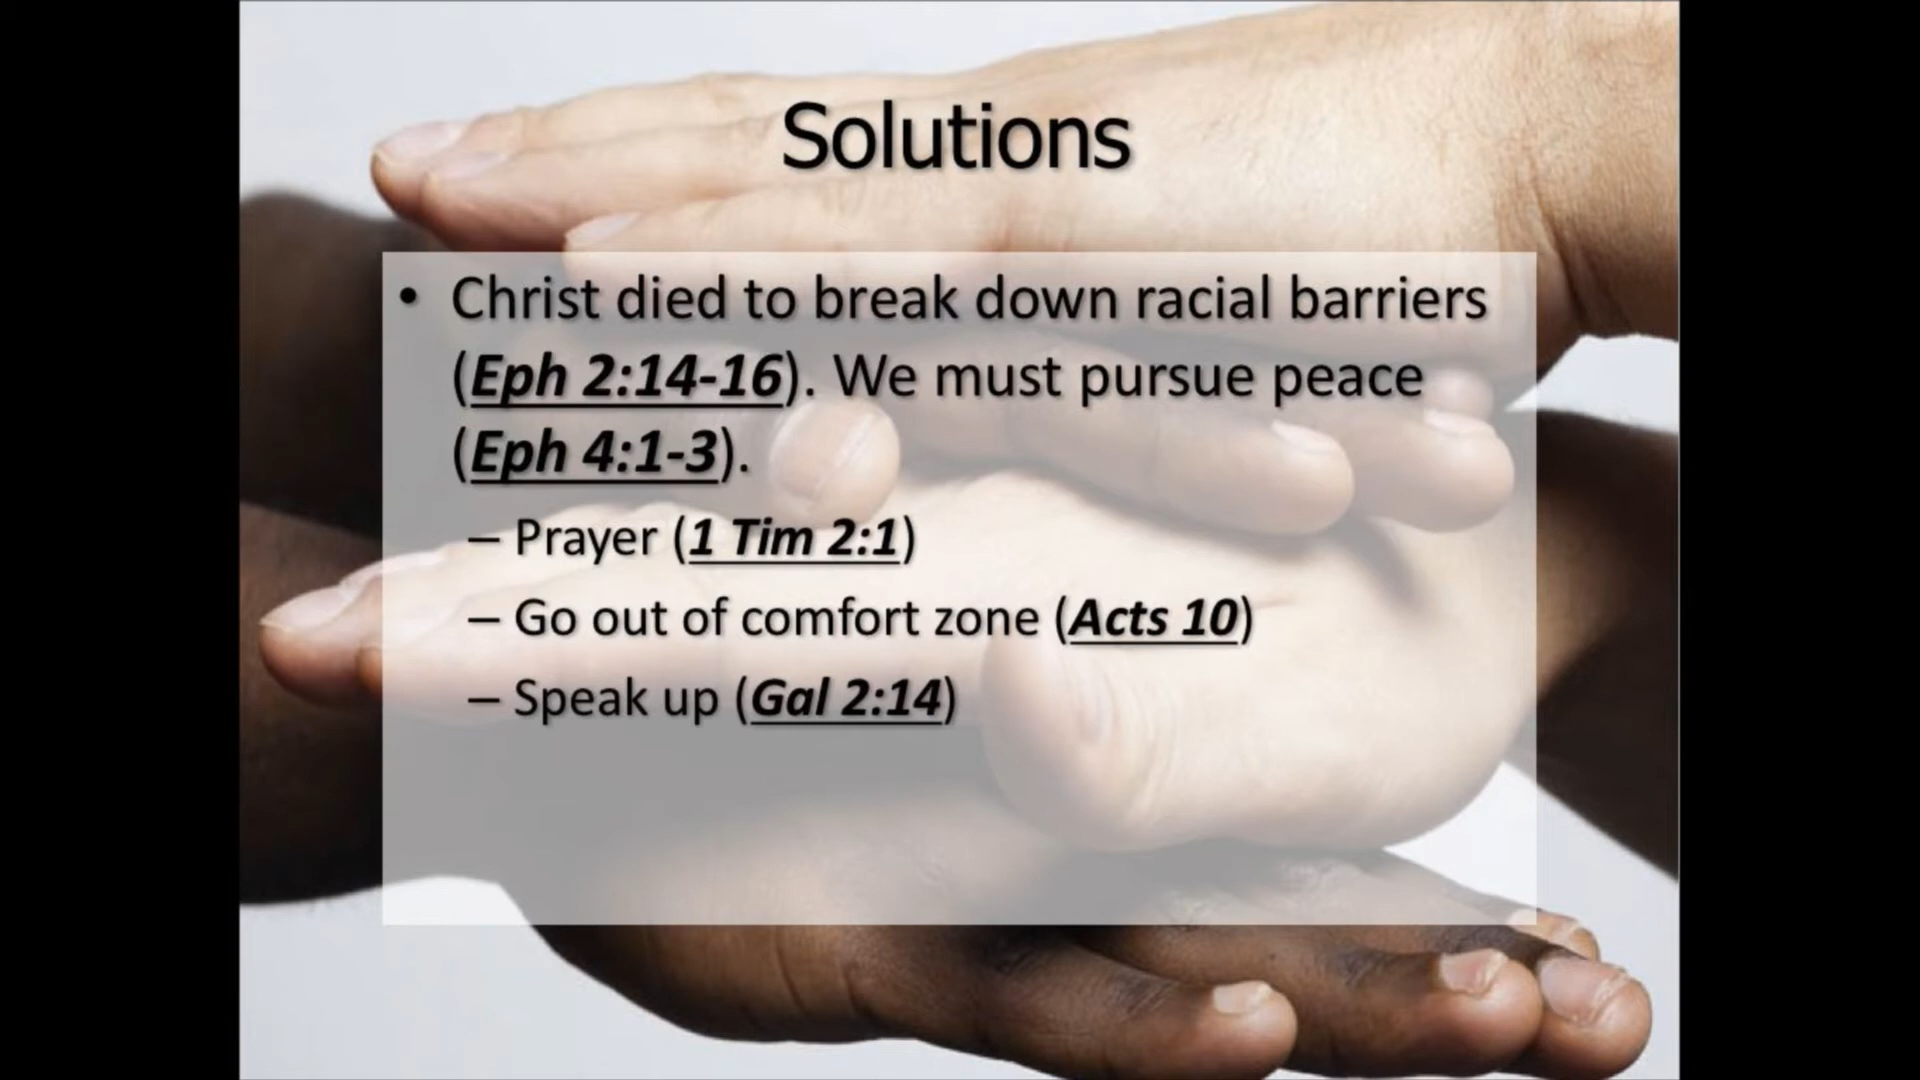 Solutions
• Christ died to break down racial barriers
(Eph 2:14-16). We must pursue peace
(Eph 4:1-3).
– Prayer (1 Tim 2:1)
– Go out of comfort zone (Acts 10)
– Speak up (Gal 2:14)